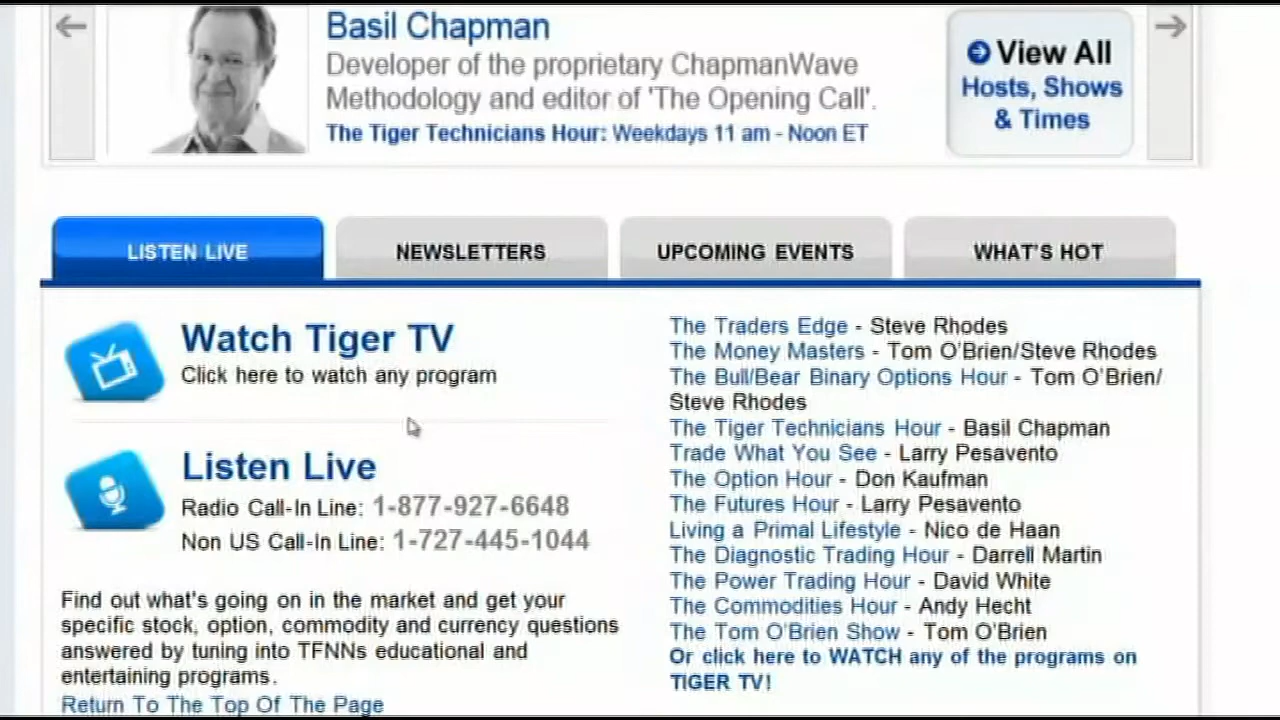 Basil Chapman
Developer of the proprietary ChapmanWave
Methodology and editor of 'The Opening Call'.
The Tiger Technicians Hour: Weekdays 11 am - Noon ET
View All
Hosts, Shows
& Times
LISTEN LIVE
NEWSLETTERS
UPCOMING EVENTS
WHAT'S HOT
Watch Tiger TV
Click here to watch any program
Listen Live
Radio Call-In Line: 1-877-927-6648
Non US Call-In Line: 1-727-445-1044
Find out what's going on in the market and get your
specific stock, option, commodity and currency questions
answered by tuning into TFNNs educational and
entertaining programs.
Return To The Top Of The Page
The Traders Edge - Steve Rhodes
The Money Masters - Tom O'Brien/Steve Rhodes
The Bull/Bear Binary Options Hour - Tom O'Brien/
Steve Rhodes
The Tiger Technicians Hour - Basil Chapman
Trade What You See - Larry Pesavento
The Option Hour - Don Kaufman
The Futures Hour - Larry Pesavento
Living a Primal Lifestyle - Nico de Haan
The Diagnostic Trading Hour - Darrell Martin
The Power Trading Hour - David White
The Commodities Hour - Andy Hecht
The Tom O'Brien Show - Tom O'Brien
Or click here to WATCH any of the programs on
TIGER TV!